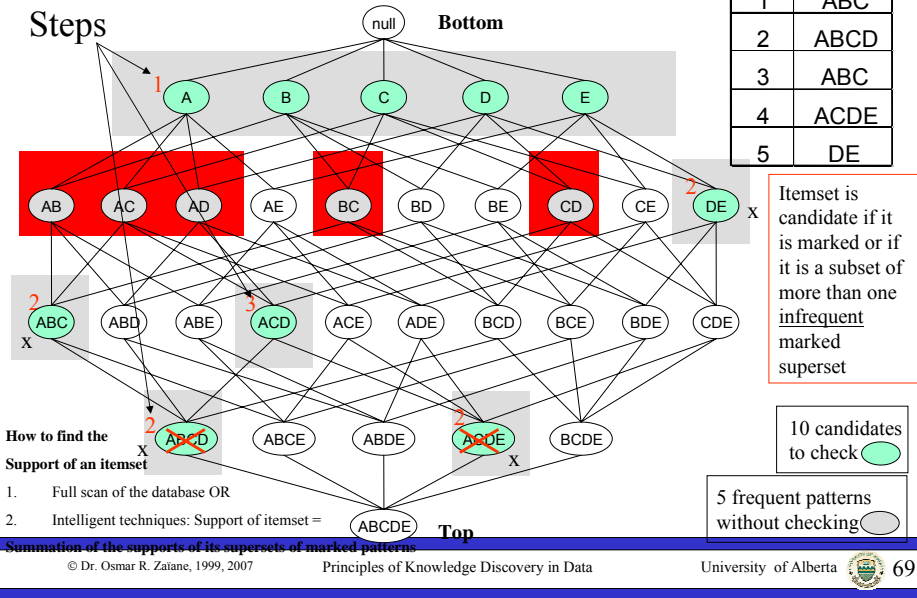 Steps
null
Bottom
1 ABC
2 ABCD
3 ABC
4 ACDE
5 DE
1
A B C D E
AB AC AD AE BC BD BE CD CE DE
2
x
Itemset is
candidate if it
is marked or if
it is a subset of
more than one
infrequent
marked
superset
2
3
ABC ABD ABE ACD ACE ADE BCD BCE BDE CDE
x
2
2
ABCD ABCE ABDE ACDE BCDE
x
x
10 candidates
to check
How to find the
Support of an itemset
1. Full scan of the database OR
2. Intelligent techniques: Support of itemset =
Summation of the supports of its supersets of marked patterns
ABCDE
Top
5 frequent patterns
without checking
© Dr. Osmar R. Zaïane, 1999, 2007
Principles of Knowledge Discovery in Data
University of Alberta
69